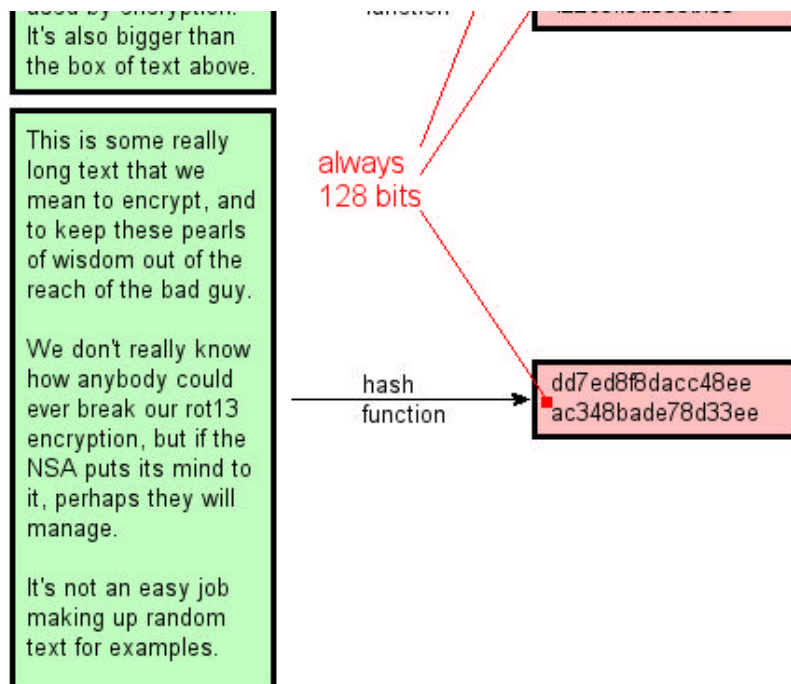 used by encryption.
It's also bigger than
the box of text above.
function
This is some really
long text that we
mean to encrypt, and
to keep these pearls
of wisdom out of the
reach of the bad guy.
We don't really know
how anybody could
ever break our rot13
encryption, but if the
NSA puts its mind to
it, perhaps they will
manage.
It's not an easy job
making up random
text for examples.
always
128 bits
hash
function
dd7ed8f8dacc48ee
ac348bade78d33ee